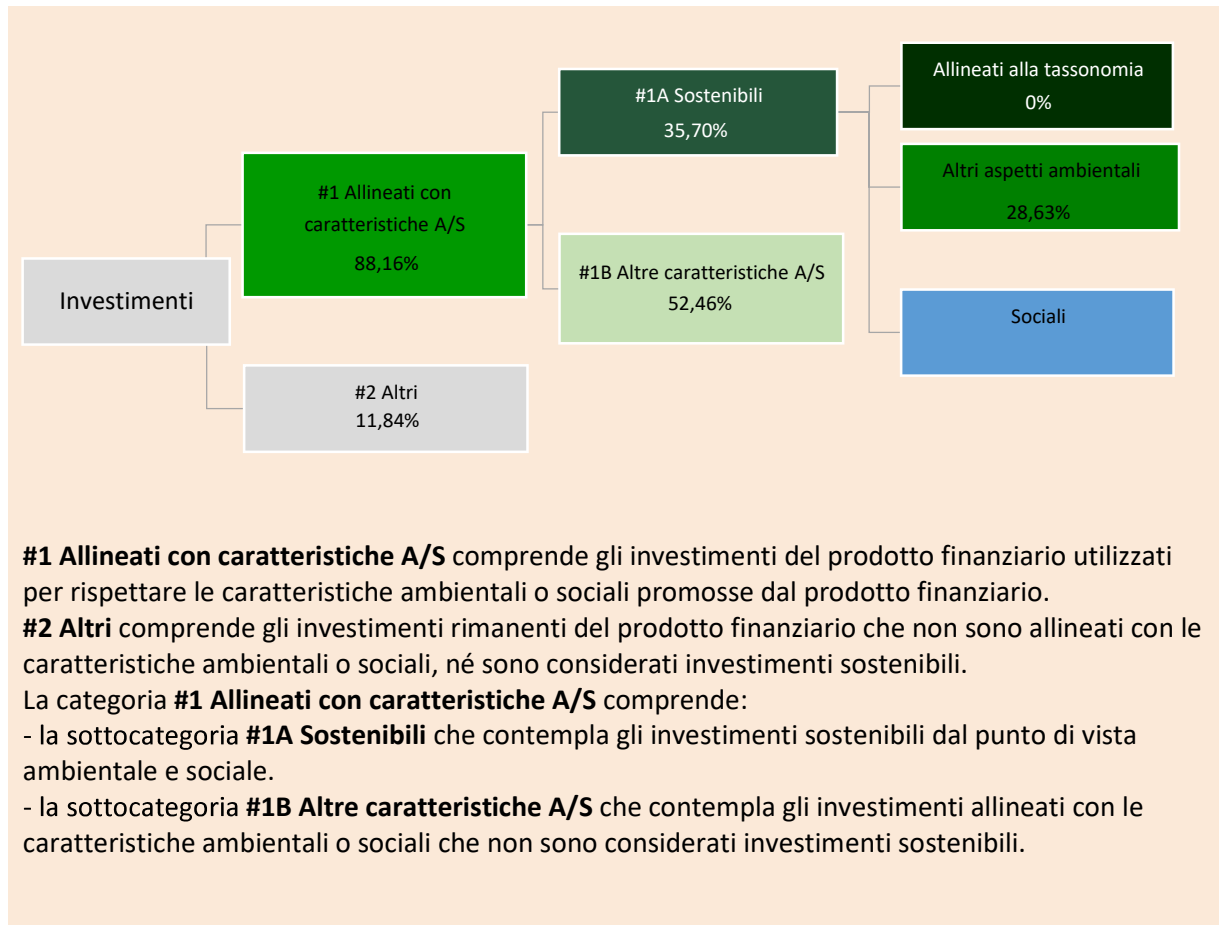 Investimenti
#1 Allineati con
caratteristiche A/S
88,16%
#2 Altri
11,84%
#1A Sostenibili
35,70%
#1B Altre caratteristiche A/S
52,46%
Allineati alla tassonomia
0%
Altri aspetti ambientali
28,63%
Sociali
#1 Allineati con caratteristiche A/S comprende gli investimenti del prodotto finanziario utilizzati
per rispettare le caratteristiche ambientali o sociali promosse dal prodotto finanziario.
#2 Altri comprende gli investimenti rimanenti del prodotto finanziario che non sono allineati con le
caratteristiche ambientali o sociali, né sono considerati investimenti sostenibili.
La categoria #1 Allineati con caratteristiche A/S comprende:
- la sottocategoria #1A Sostenibili che contempla gli investimenti sostenibili dal punto di vista
ambientale e sociale.
- la sottocategoria #1B Altre caratteristiche A/S che contempla gli investimenti allineati con le
caratteristiche ambientali o sociali che non sono considerati investimenti sostenibili.